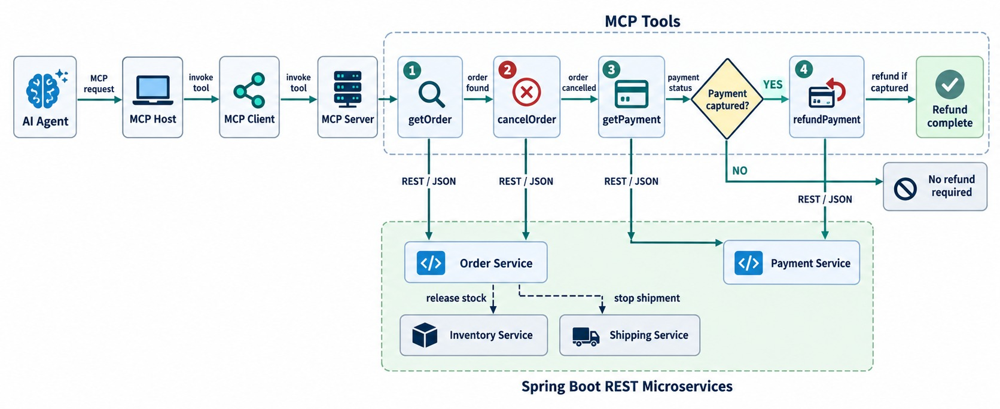 MCP Tools
AI Agent
MCP
request
MCP Host
invoke
tool
MCP Client
invoke
tool
MCP Server
1
getOrder
order
found
2
cancelOrder
order
cancelled
3
getPayment
payment
status
Payment
captured?
YES
4
refundPayment
refund if
captured
Refund
complete
NO
No refund
required
REST / JSON
REST / JSON
REST / JSON
REST / JSON
</> Order Service
</> Payment Service
release stock
stop shipment
Inventory Service
Shipping Service
Spring Boot REST Microservices